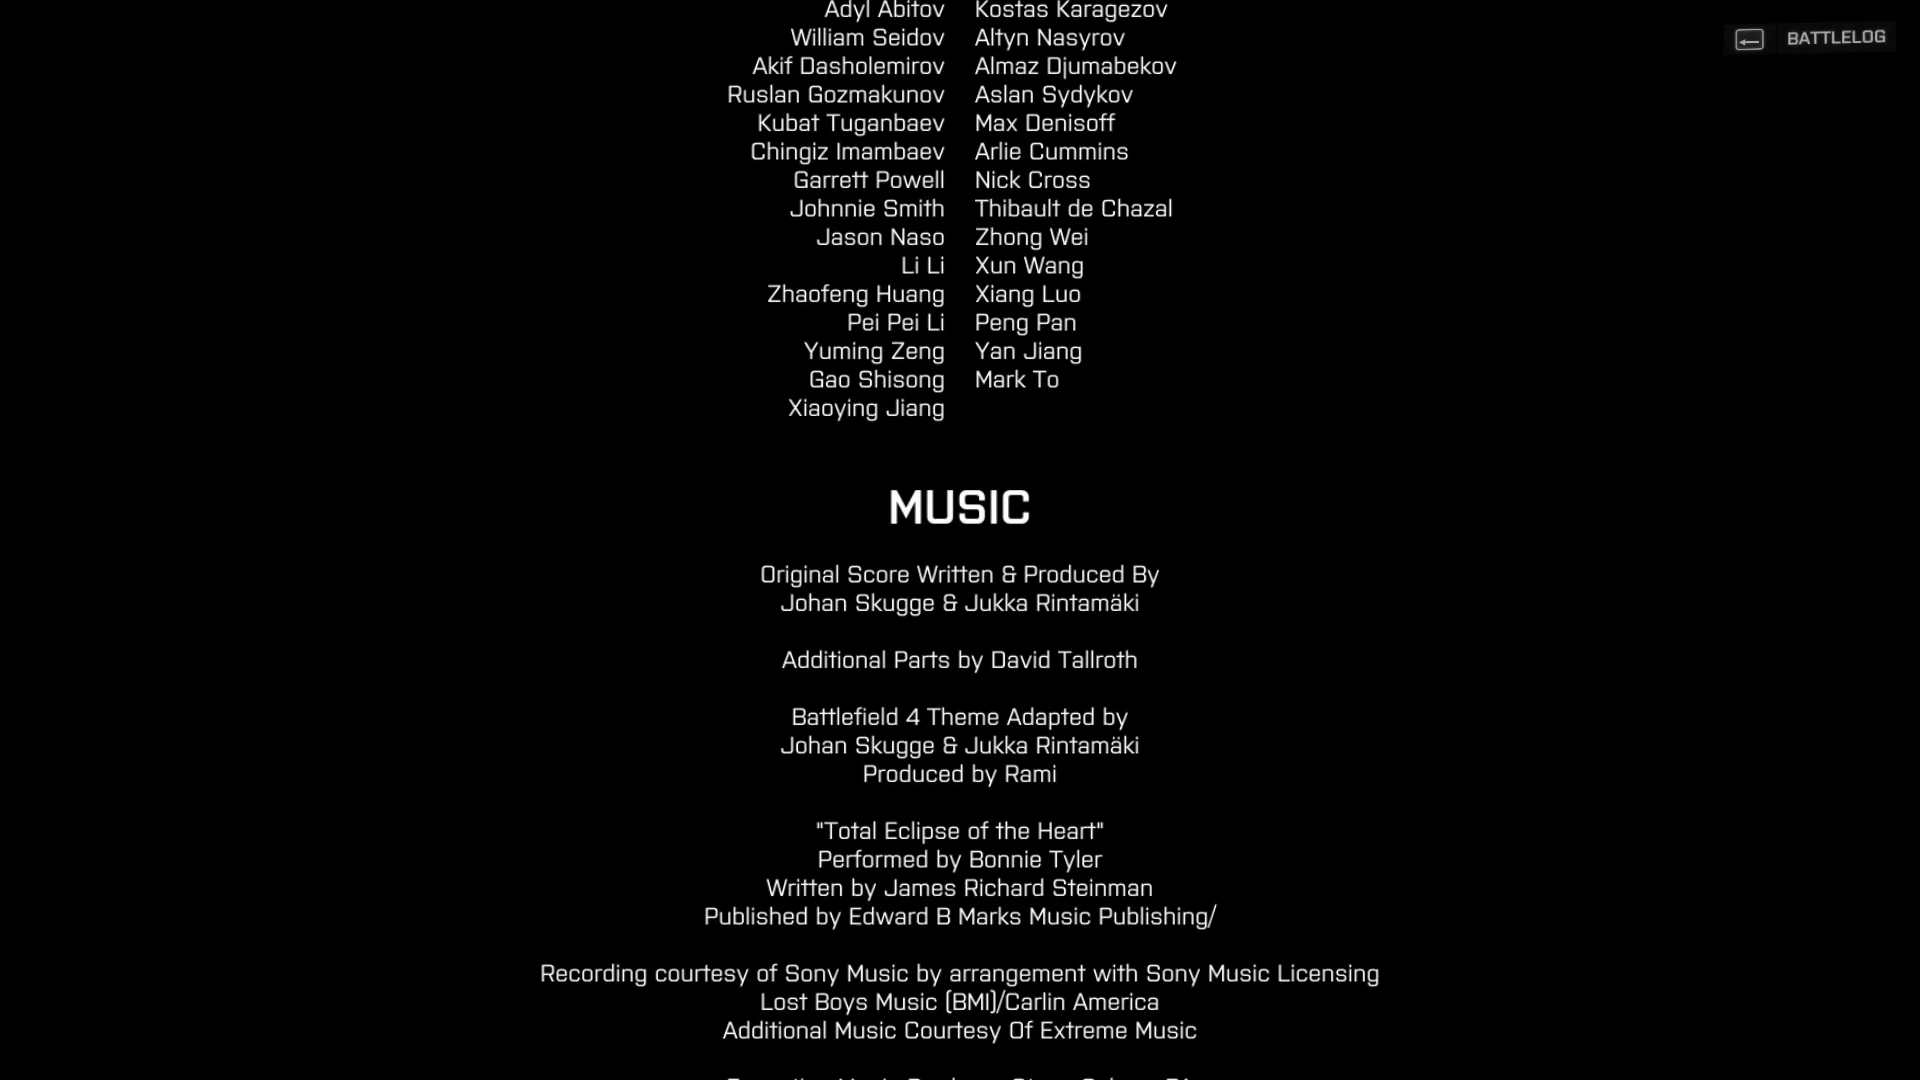 BATTLELOG
Adyl Abitov Kostas Karagezov
William Seidov Altyn Nasyrov
Akif Dasholemirov Almaz Djumabekov
Ruslan Gozmakunov Aslan Sydykov
Kubat Tuganbaev Max Denisoff
Chingiz Imambaev Arlie Cummins
Garrett Powell Nick Cross
Johnnie Smith Thibault de Chazal
Jason Naso Zhong Wei
Li Li Xun Wang
Zhaofeng Huang Xiang Luo
Pei Pei Li Peng Pan
Yuming Zeng Yan Jiang
Gao Shisong Mark To
Xiaoying Jiang
MUSIC
Original Score Written & Produced By
Johan Skugge & Jukka Rintamäki
Additional Parts by David Tallroth
Battlefield 4 Theme Adapted by
Johan Skugge & Jukka Rintamäki
Produced by Rami
"Total Eclipse of the Heart"
Performed by Bonnie Tyler
Written by James Richard Steinman
Published by Edward B Marks Music Publishing/
Recording courtesy of Sony Music by arrangement with Sony Music Licensing
Lost Boys Music (BMI)/Carlin America
Additional Music Courtesy Of Extreme Music